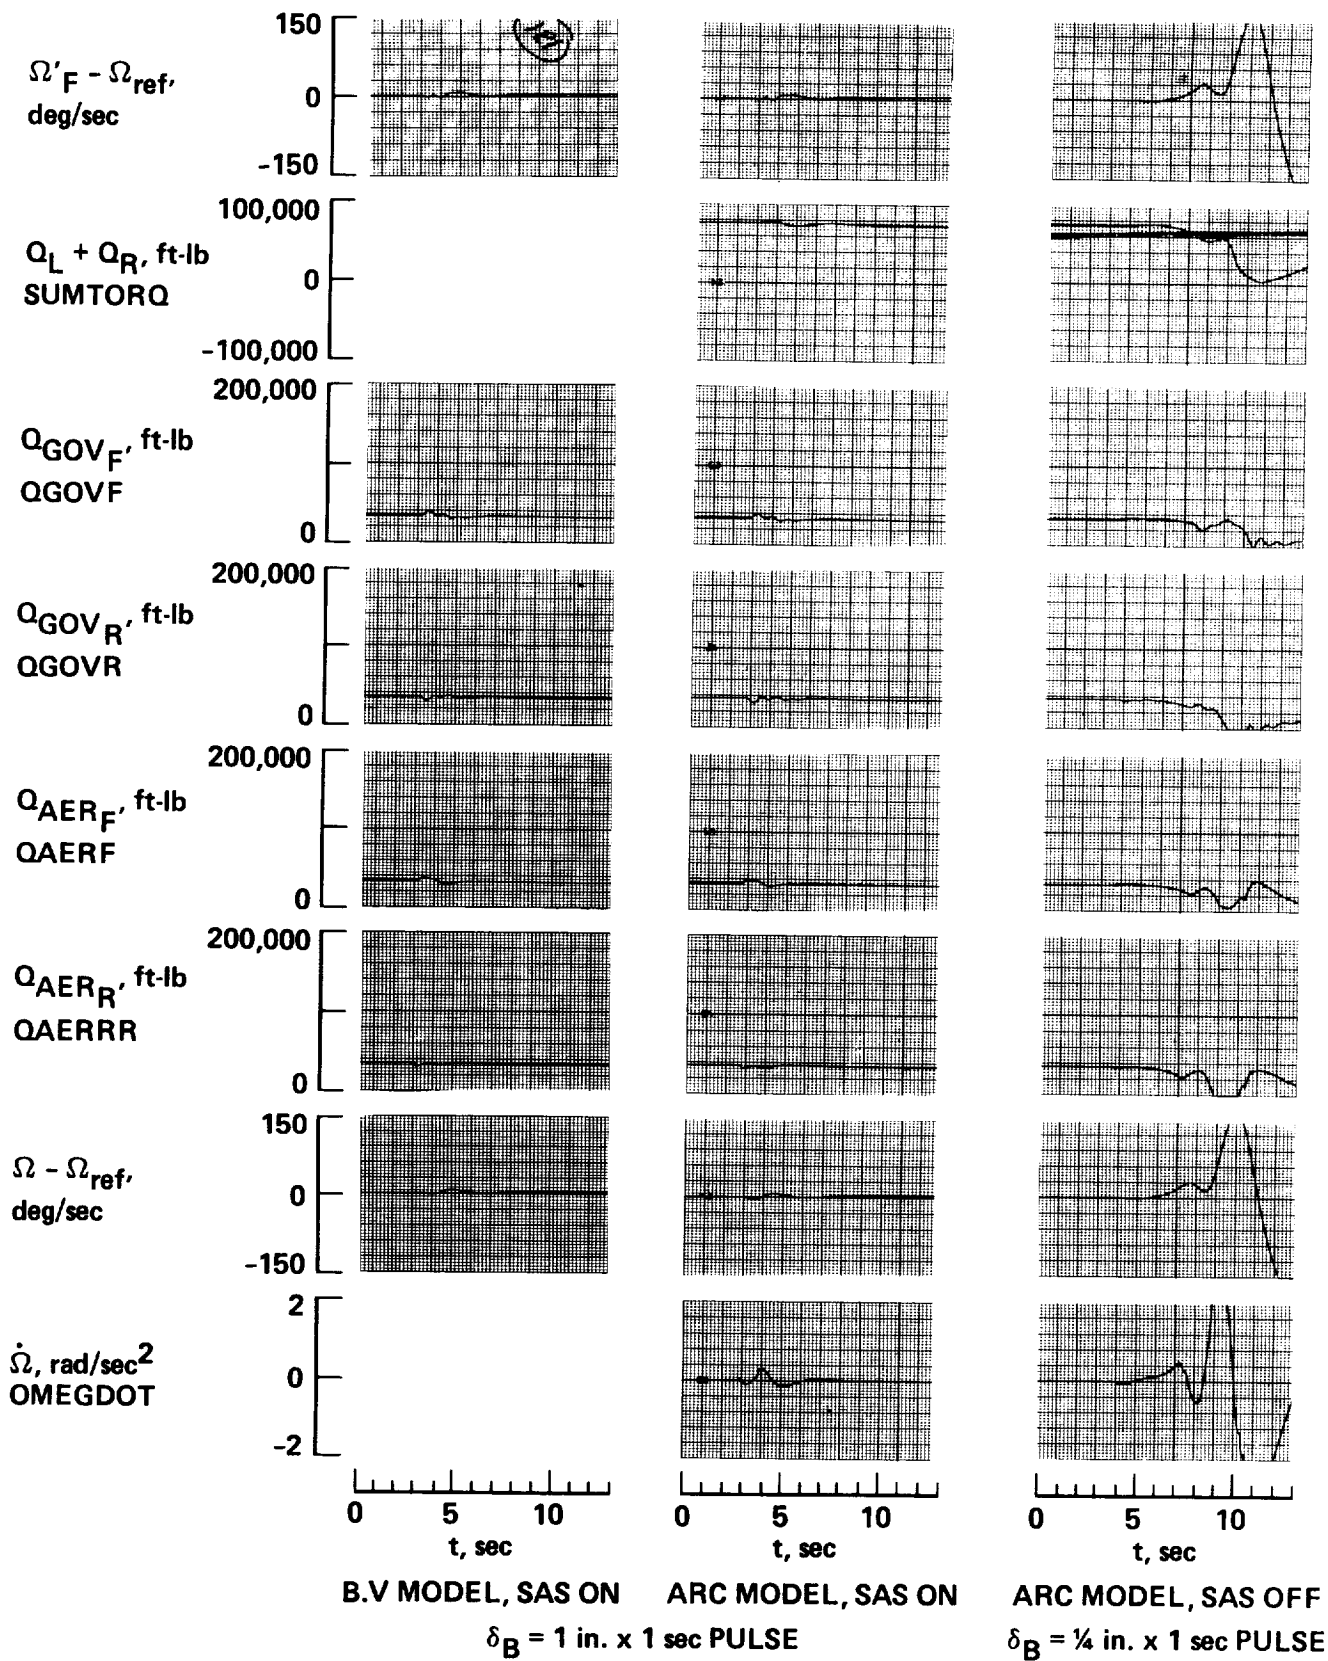 150
Ω'F - Ωref,
0
deg/sec
-150
100,000
QL + QR, ft-lb
0
SUMTORQ
-100,000
200,000
QGOVF, ft-lb
QGOVF
0
200,000
QGOVR, ft-lb
QGOVR
0
200,000
QAERF, ft-lb
QAERF
0
200,000
QAERR, ft-lb
QAERRR
0
150
Ω - Ωref,
0
deg/sec
-150
2
Ω̇, rad/sec2
0
OMEGDOT
-2
0 5 10 0 5 10 0 5 10
t, sec t, sec t, sec
B.V MODEL, SAS ON ARC MODEL, SAS ON ARC MODEL, SAS OFF
δB = 1 in. x 1 sec PULSE δB = ¼ in. x 1 sec PULSE